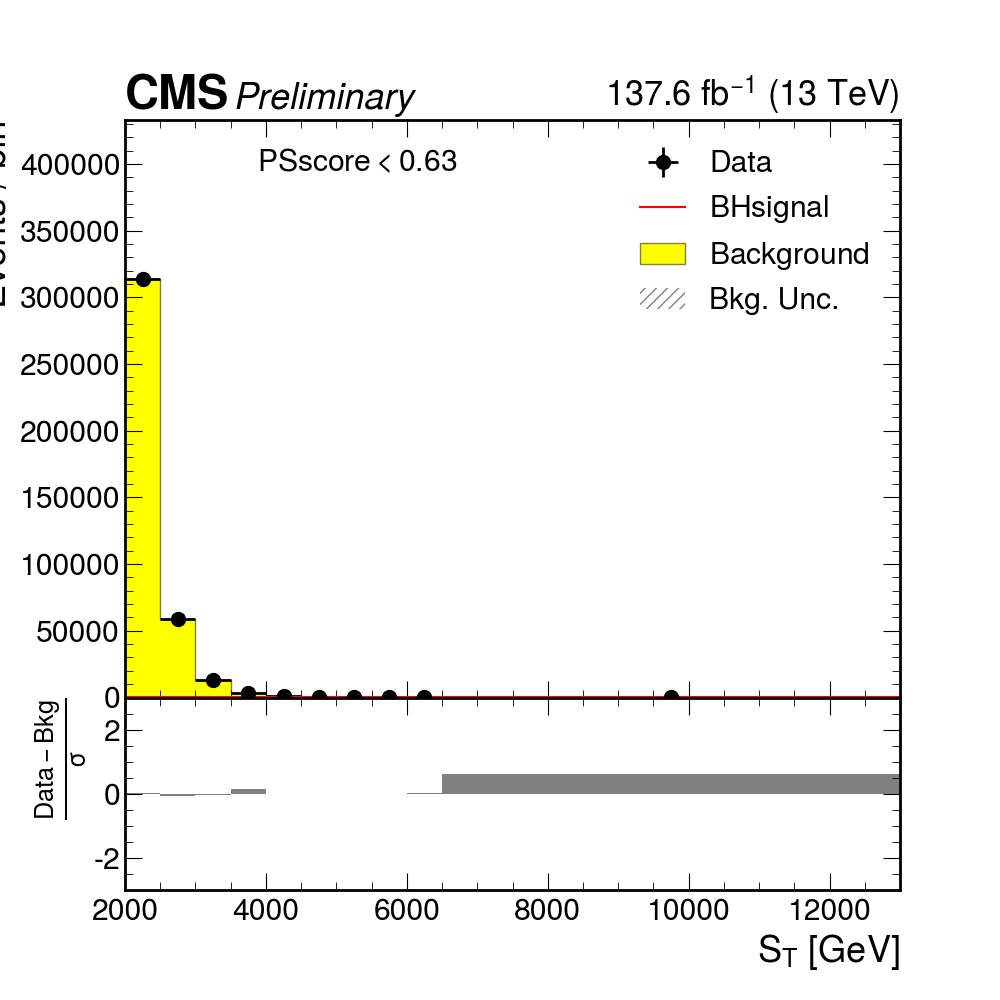 CMS Preliminary 137.6 fb⁻¹ (13 TeV)
PSscore < 0.63
Data
BHsignal
Background
Bkg. Unc.
400000
350000
300000
250000
200000
150000
100000
50000
0
Data – Bkg
σ
2
0
-2
2000 4000 6000 8000 10000 12000
S_T [GeV]